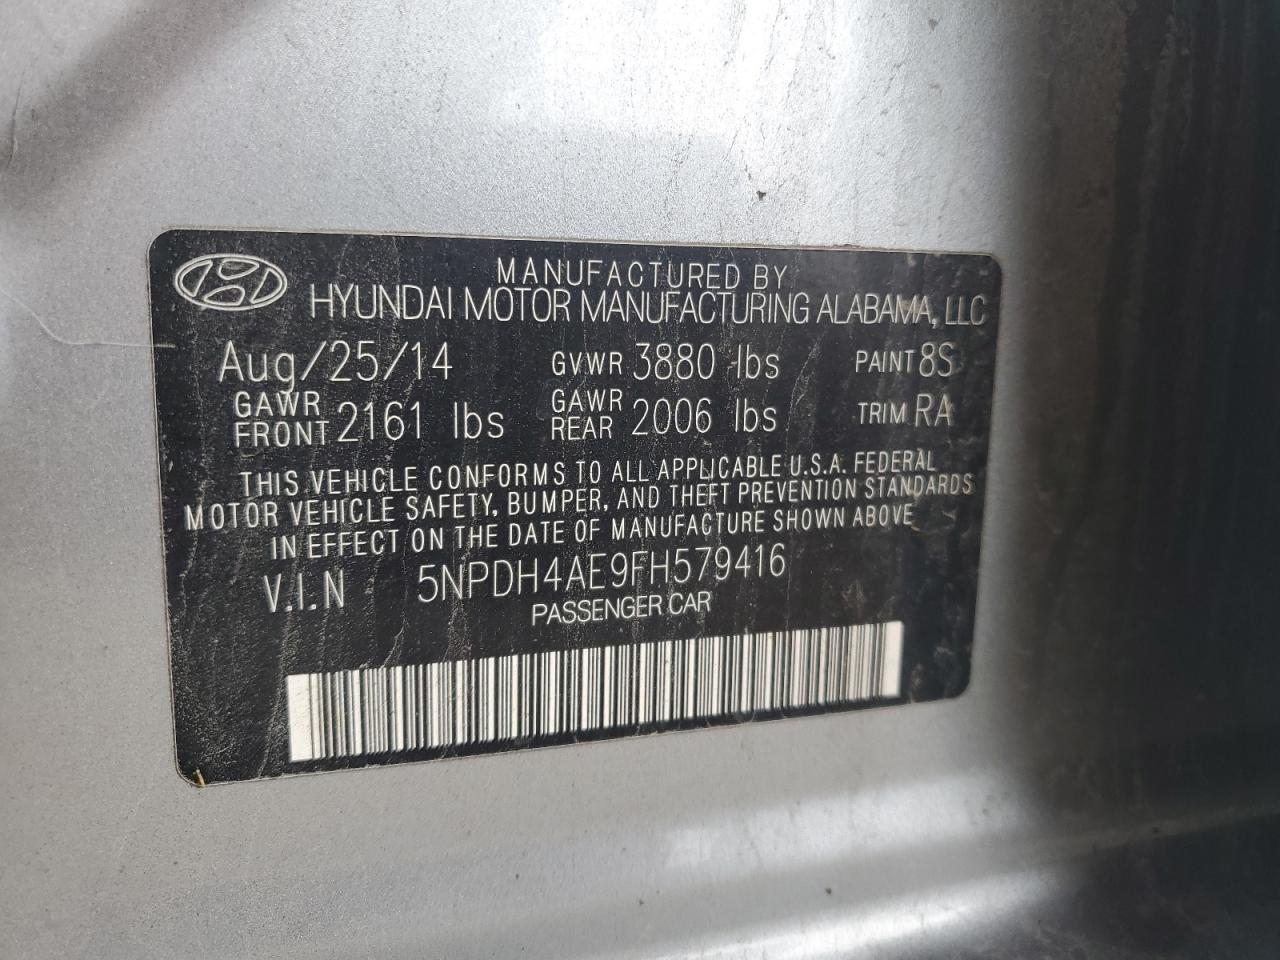 MANUFACTURED BY
HYUNDAI MOTOR MANUFACTURING ALABAMA, LLC
Aug/25/14 GVWR 3880 lbs PAINT 8S
GAWR FRONT 2161 lbs GAWR REAR 2006 lbs TRIM RA
THIS VEHICLE CONFORMS TO ALL APPLICABLE U.S.A. FEDERAL
MOTOR VEHICLE SAFETY, BUMPER, AND THEFT PREVENTION STANDARDS
IN EFFECT ON THE DATE OF MANUFACTURE SHOWN ABOVE
V.I.N 5NPDH4AE9FH579416
PASSENGER CAR